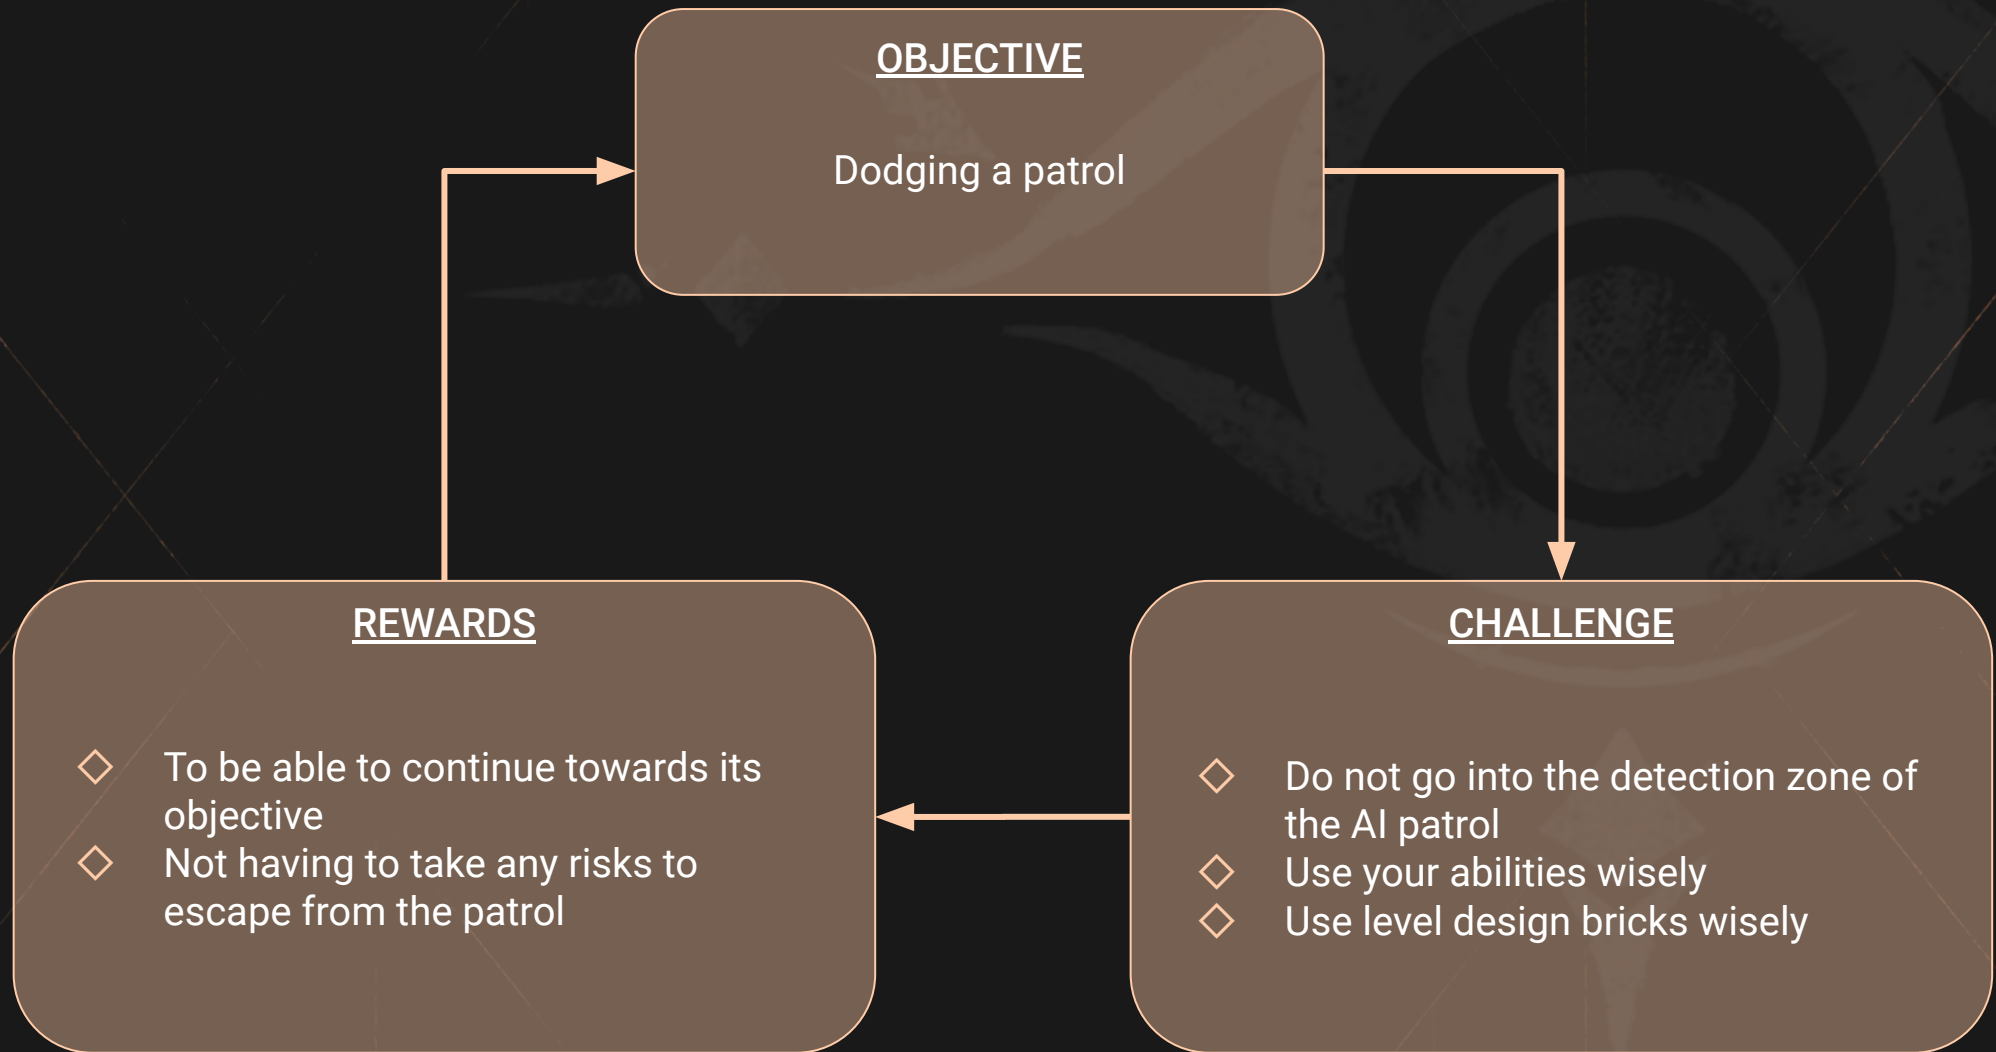 OBJECTIVE
Dodging a patrol
REWARDS
To be able to continue towards its
objective
Not having to take any risks to
escape from the patrol
CHALLENGE
Do not go into the detection zone of
the AI patrol
Use your abilities wisely
Use level design bricks wisely